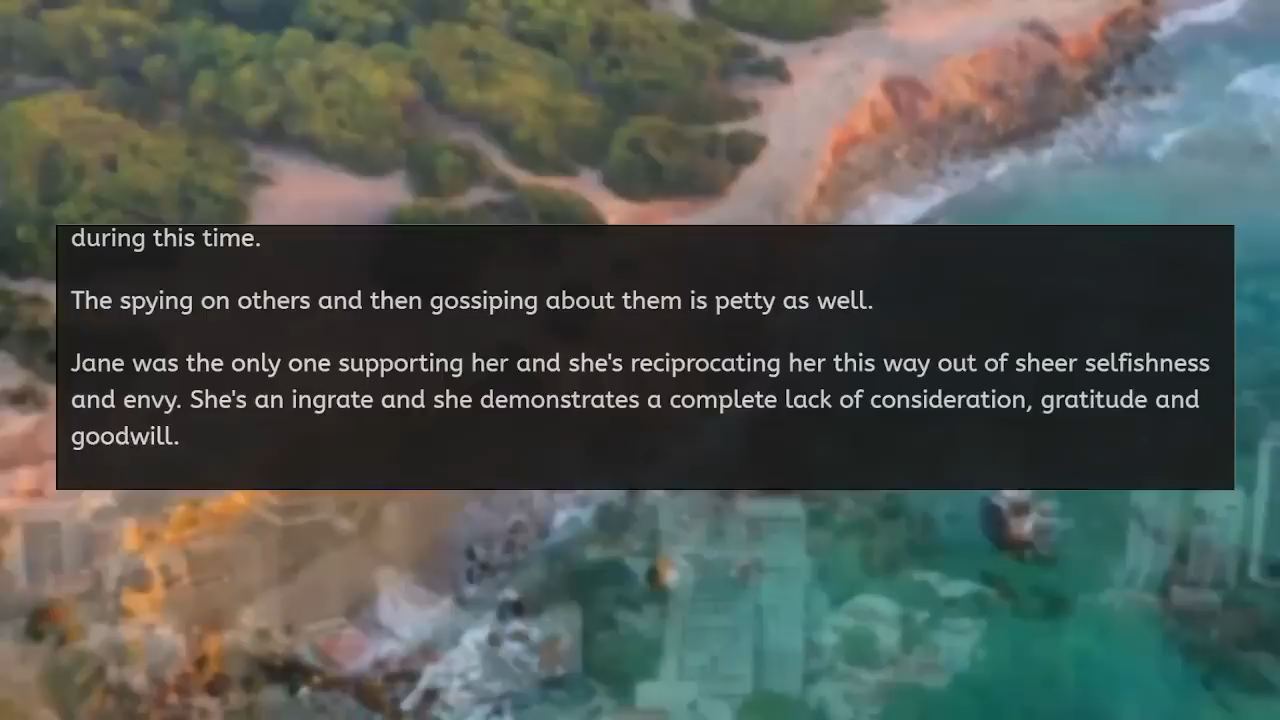 during this time.
The spying on others and then gossiping about them is petty as well.
Jane was the only one supporting her and she's reciprocating her this way out of sheer selfishness
and envy. She's an ingrate and she demonstrates a complete lack of consideration, gratitude and
goodwill.